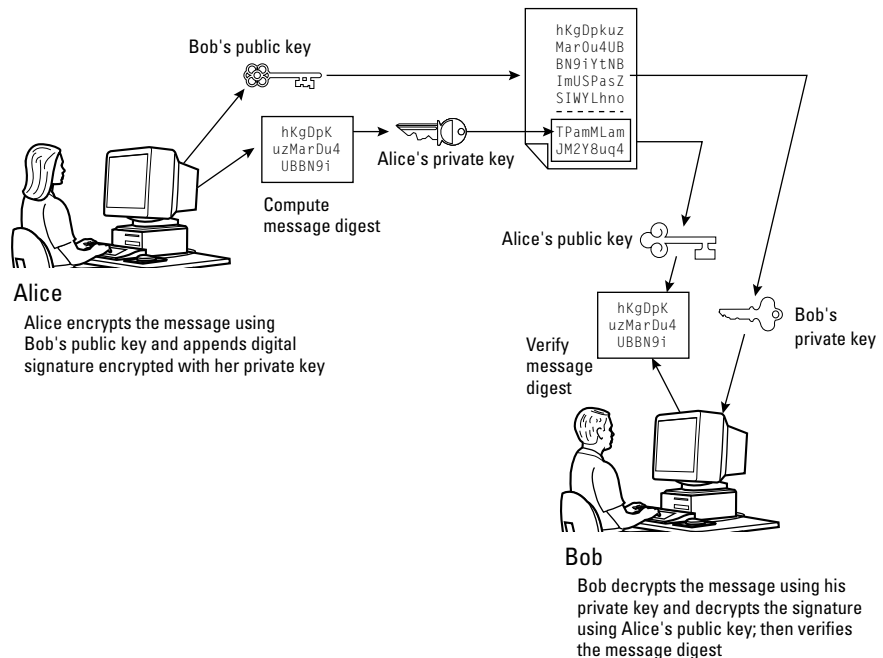 Bob's public key
hKgDpkuz
MarOu4UB
BN9iYtNB
ImUSPasZ
SIWYLhno
--------
TPamMLam
JM2Y8uq4
hKgDpK
uzMarDu4
UBBN9i
Alice's private key
Compute
message digest
Alice
Alice encrypts the message using
Bob's public key and appends digital
signature encrypted with her private key
Alice's public key
hKgDpK
uzMarDu4
UBBN9i
Verify
message
digest
Bob's
private key
Bob
Bob decrypts the message using his
private key and decrypts the signature
using Alice's public key; then verifies
the message digest